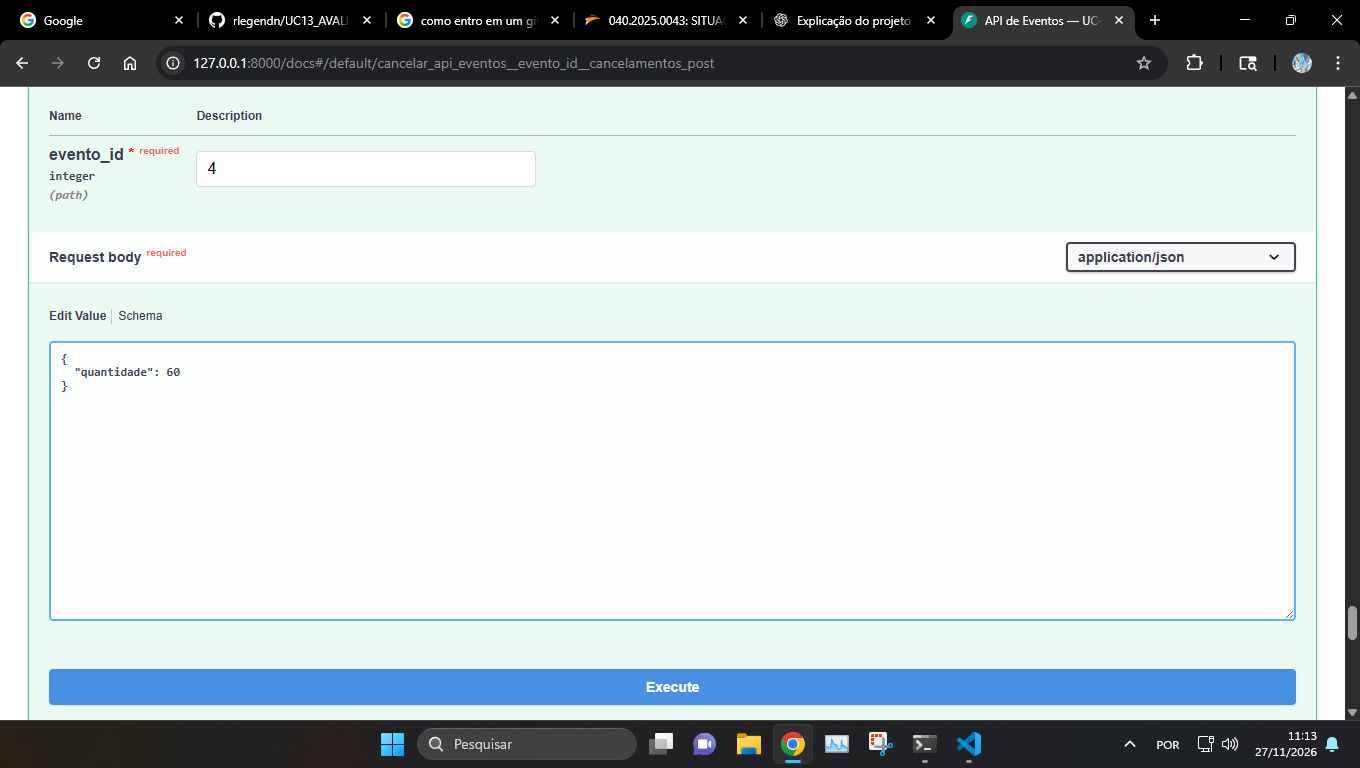 Google
rlegendn/UC13_AVALI
como entro em um gi
040.2025.0043: SITUAÇ
Explicação do projeto
API de Eventos — UC-
127.0.0.1:8000/docs#/default/cancelar_api_eventos__evento_id__cancelamentos_post
Name Description
evento_id * required
integer
(path)
4
Request body required
application/json
Edit Value Schema
{
"quantidade": 60
}
Execute
Pesquisar
POR
11:13
27/11/2026